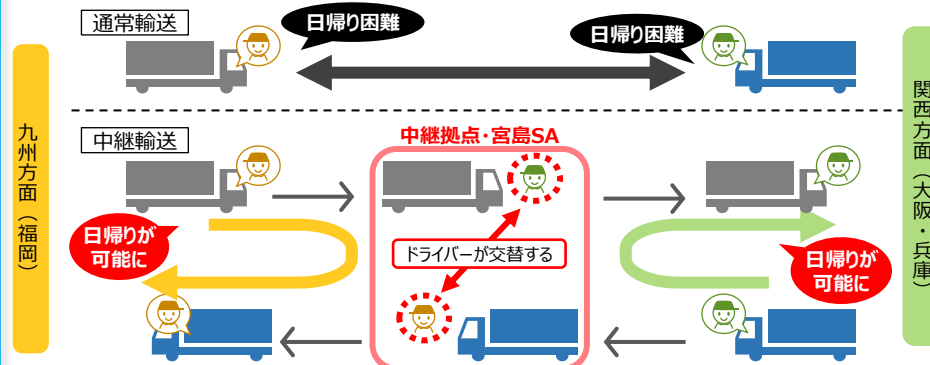 通常輸送
日帰り困難
日帰り困難
九州方面（福岡）
関西方面（大阪・兵庫）
中継輸送
中継拠点・宮島SA
日帰りが
可能に
ドライバーが交替する
日帰りが
可能に